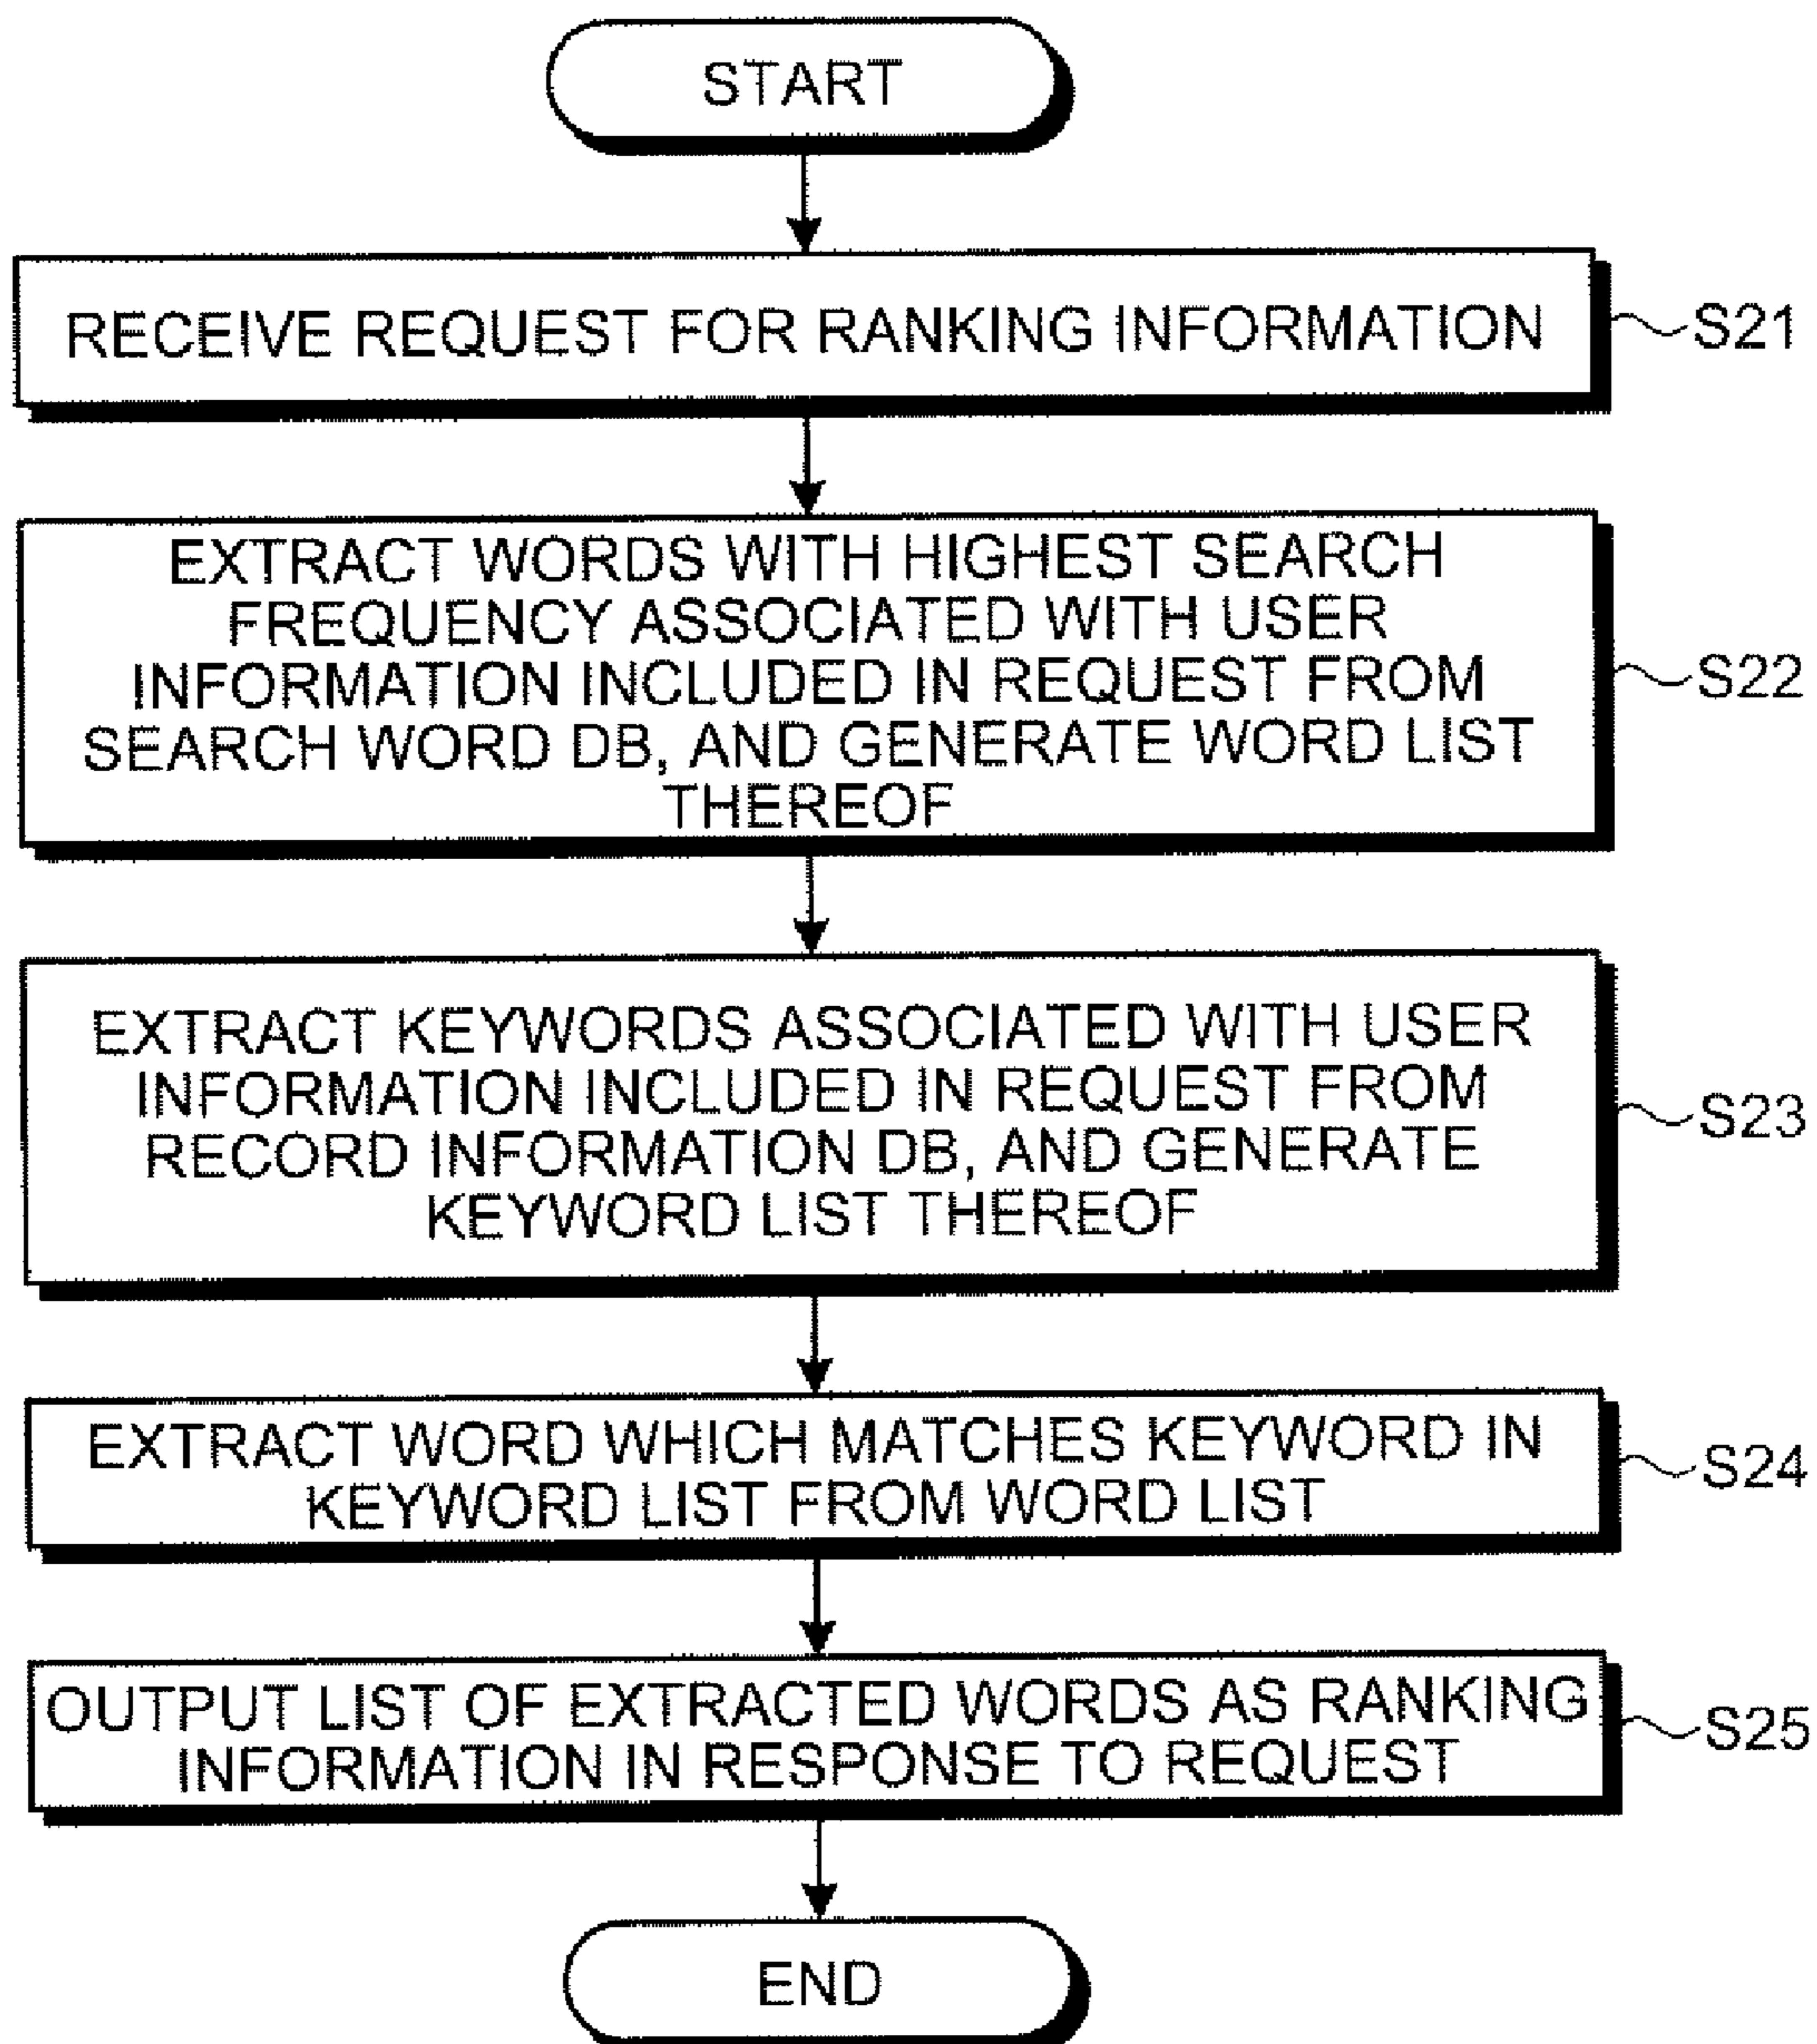 START
RECEIVE REQUEST FOR RANKING INFORMATION
S21
EXTRACT WORDS WITH HIGHEST SEARCH
FREQUENCY ASSOCIATED WITH USER
INFORMATION INCLUDED IN REQUEST FROM
SEARCH WORD DB, AND GENERATE WORD LIST
THEREOF
S22
EXTRACT KEYWORDS ASSOCIATED WITH USER
INFORMATION INCLUDED IN REQUEST FROM
RECORD INFORMATION DB, AND GENERATE
KEYWORD LIST THEREOF
S23
EXTRACT WORD WHICH MATCHES KEYWORD IN
KEYWORD LIST FROM WORD LIST
S24
OUTPUT LIST OF EXTRACTED WORDS AS RANKING
INFORMATION IN RESPONSE TO REQUEST
S25
END